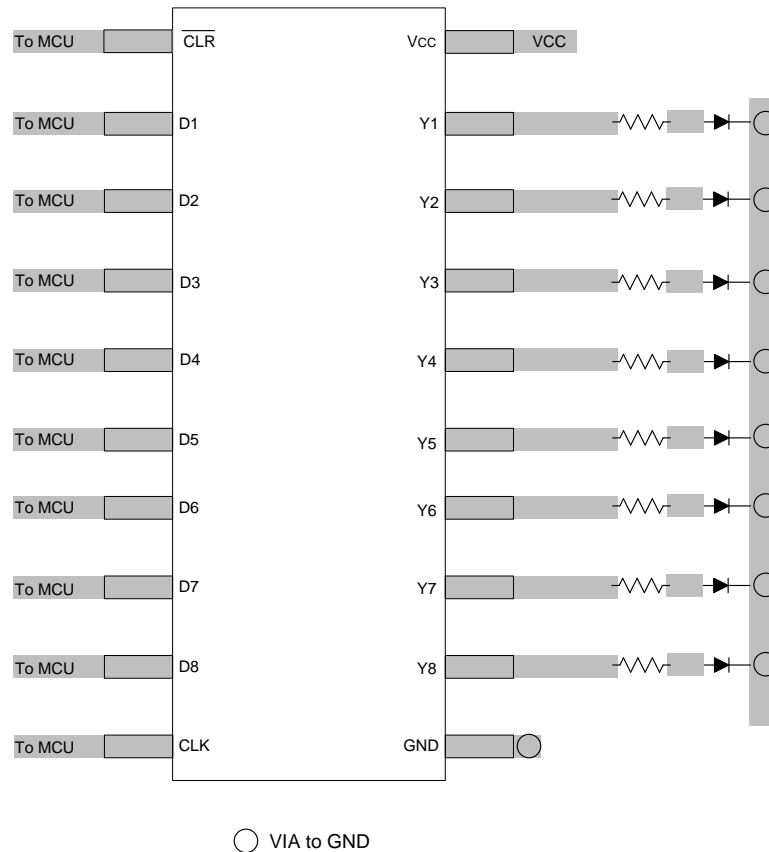 To MCU CLR Vcc VCC
To MCU D1 Y1
To MCU D2 Y2
To MCU D3 Y3
To MCU D4 Y4
To MCU D5 Y5
To MCU D6 Y6
To MCU D7 Y7
To MCU D8 Y8
To MCU CLK GND
VIA to GND